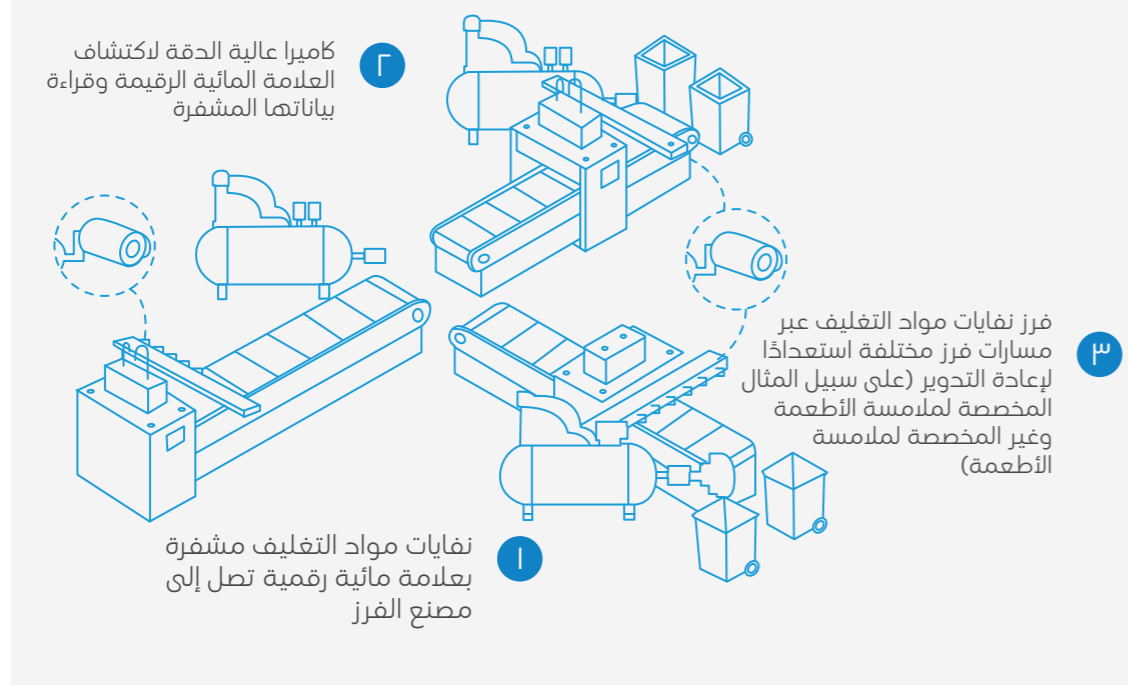 ٢
كاميرا عالية الدقة لاكتشاف
العلامة المائية الرقيمة وقراءة
بياناتها المشفرة
٣
فرز نفايات مواد التغليف عبر
مسارات فرز مختلفة استعدادًا
لإعادة التدوير (على سبيل المثال
المخصصة لملامسة الأطعمة
وغير المخصصة لملامسة
الأطعمة)
١
نفايات مواد التغليف مشفرة
بعلامة مائية رقمية تصل إلى
مصنع الفرز